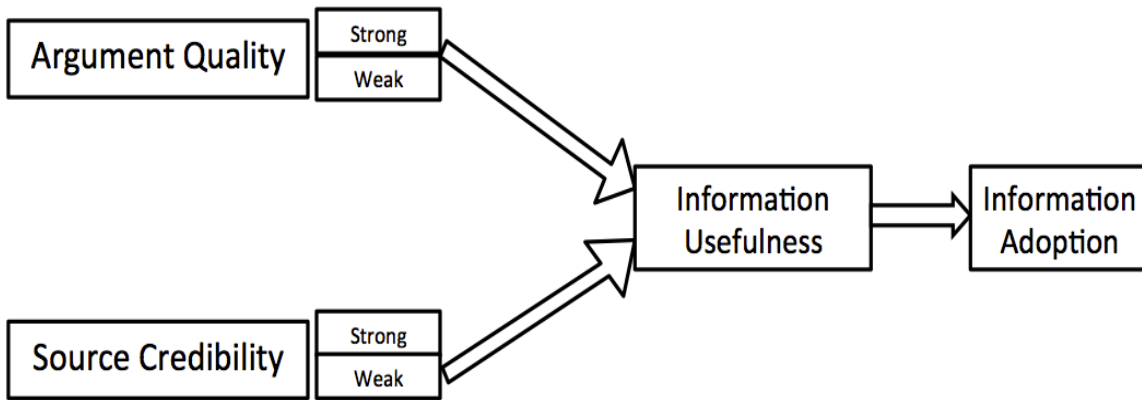 Argument Quality
Strong
Weak
Information
Usefulness
Information
Adoption
Source Credibility
Strong
Weak